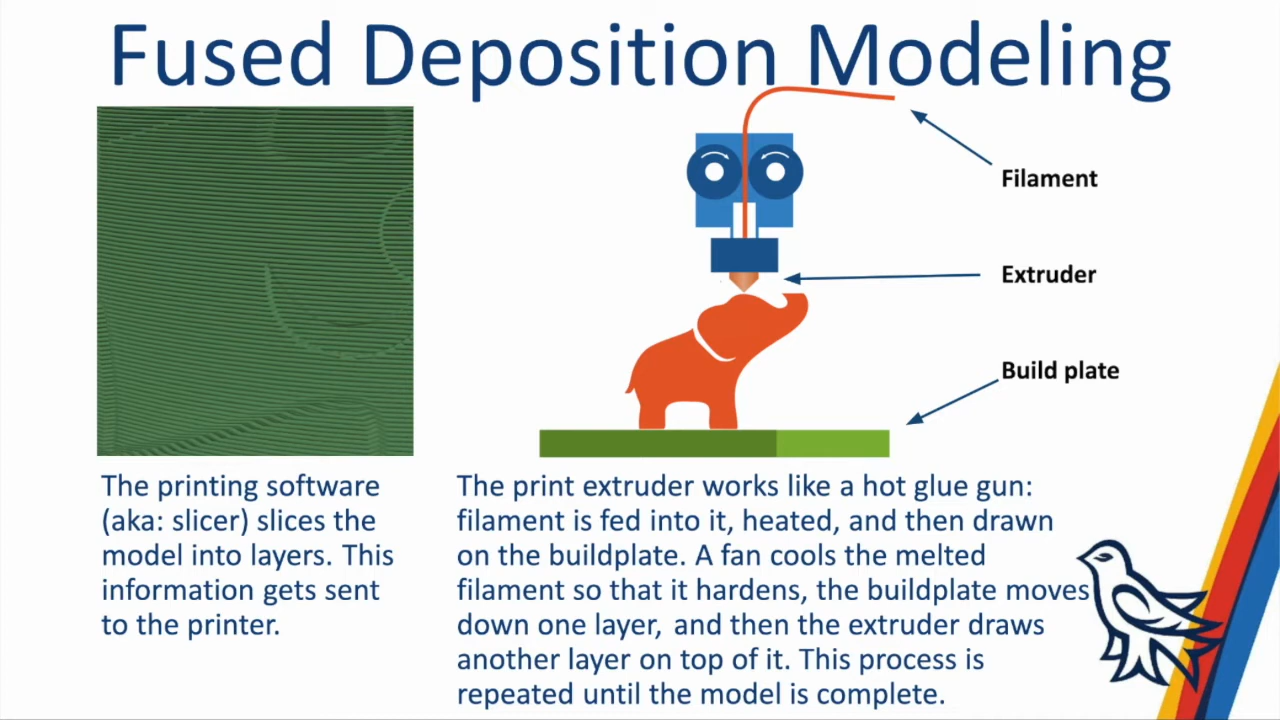 Fused Deposition Modeling
Filament
Extruder
Build plate
The printing software
(aka: slicer) slices the
model into layers. This
information gets sent
to the printer.
The print extruder works like a hot glue gun:
filament is fed into it, heated, and then drawn
on the buildplate. A fan cools the melted
filament so that it hardens, the buildplate moves
down one layer, and then the extruder draws
another layer on top of it. This process is
repeated until the model is complete.